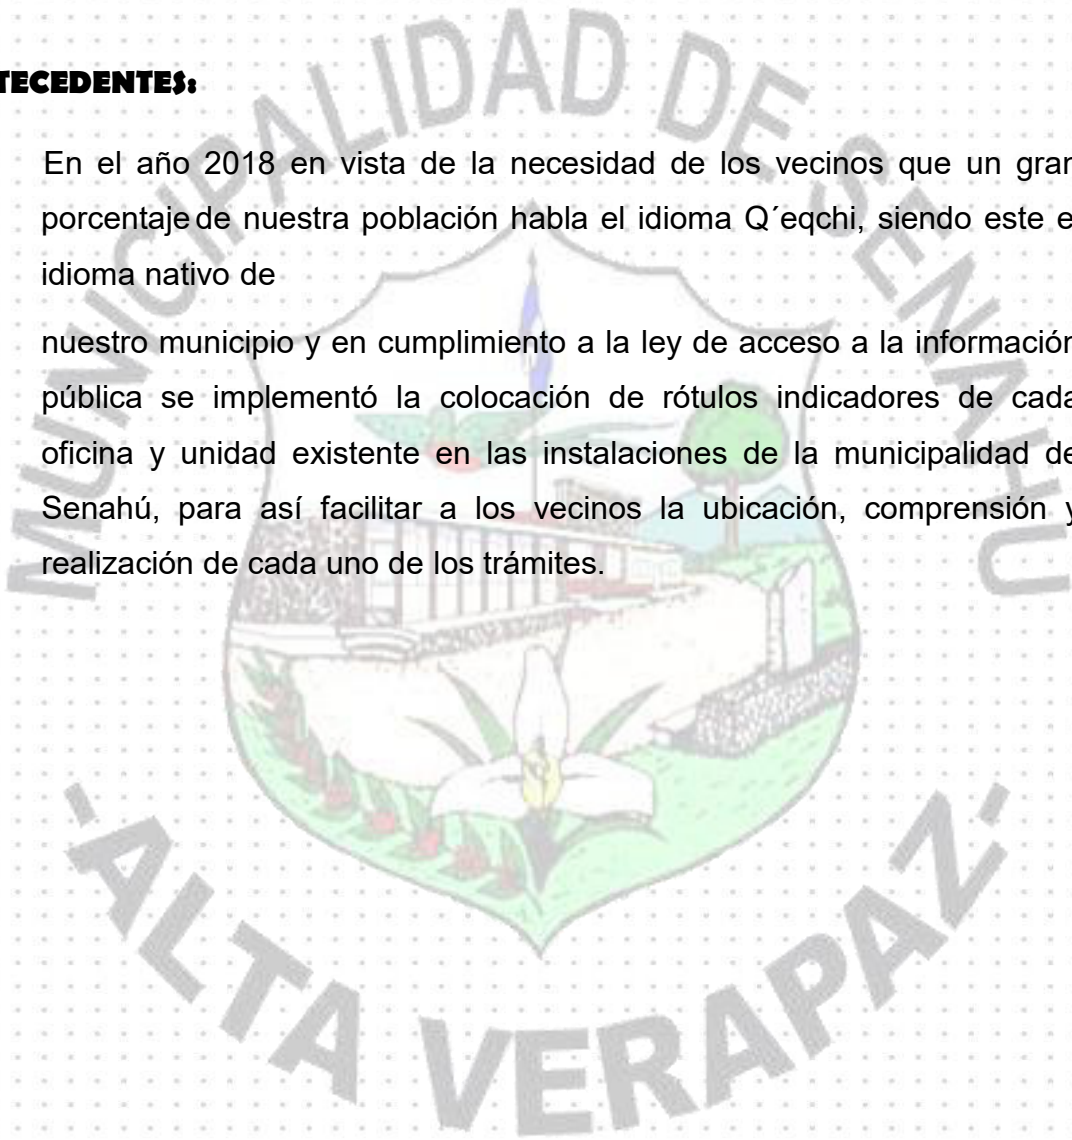 TECEDENTES:
En el año 2018 en vista de la necesidad de los vecinos que un gran
porcentaje de nuestra población habla el idioma Q´eqchi, siendo este e
idioma nativo de
nuestro municipio y en cumplimiento a la ley de acceso a la información
pública se implementó la colocación de rótulos indicadores de cada
oficina y unidad existente en las instalaciones de la municipalidad de
Senahú, para así facilitar a los vecinos la ubicación, comprensión y
realización de cada uno de los trámites.
MUNICIPALIDAD DE SENAHU
-ALTA VERAPAZ-